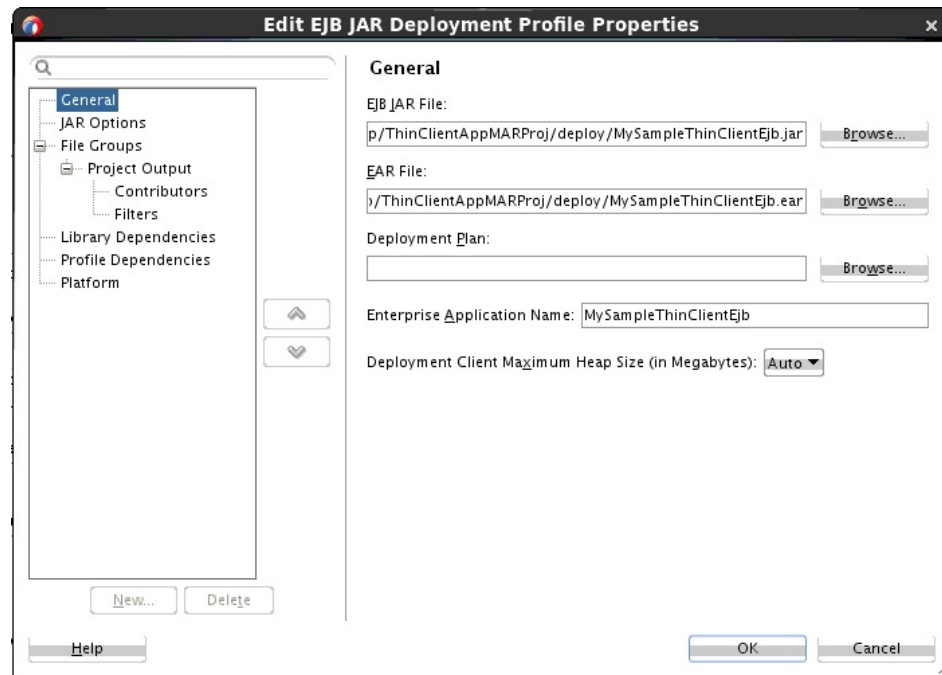 Edit EJB JAR Deployment Profile Properties
General
JAR Options
File Groups
Project Output
Contributors
Filters
Library Dependencies
Profile Dependencies
Platform
New...
Delete
General
EJB JAR File:
p/ThinClientAppMARProj/deploy/MySampleThinClientEjb.jar Browse...
EAR File:
/ThinClientAppMARProj/deploy/MySampleThinClientEjb.ear Browse...
Deployment Plan:
Browse...
Enterprise Application Name: MySampleThinClientEjb
Deployment Client Maximum Heap Size (in Megabytes): Auto
Help OK Cancel